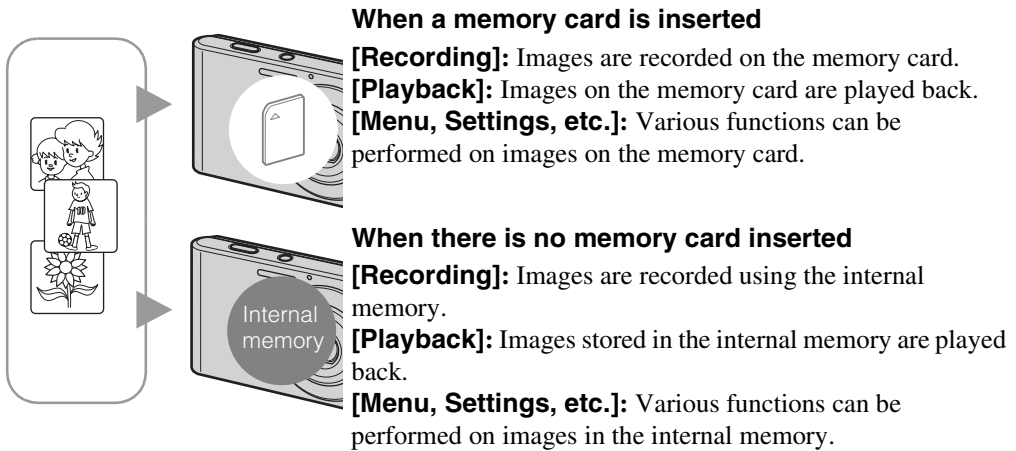 When a memory card is inserted
[Recording]: Images are recorded on the memory card.
[Playback]: Images on the memory card are played back.
[Menu, Settings, etc.]: Various functions can be
performed on images on the memory card.
When there is no memory card inserted
[Recording]: Images are recorded using the internal
memory.
[Playback]: Images stored in the internal memory are played
back.
[Menu, Settings, etc.]: Various functions can be
performed on images in the internal memory.
Internal
memory
10